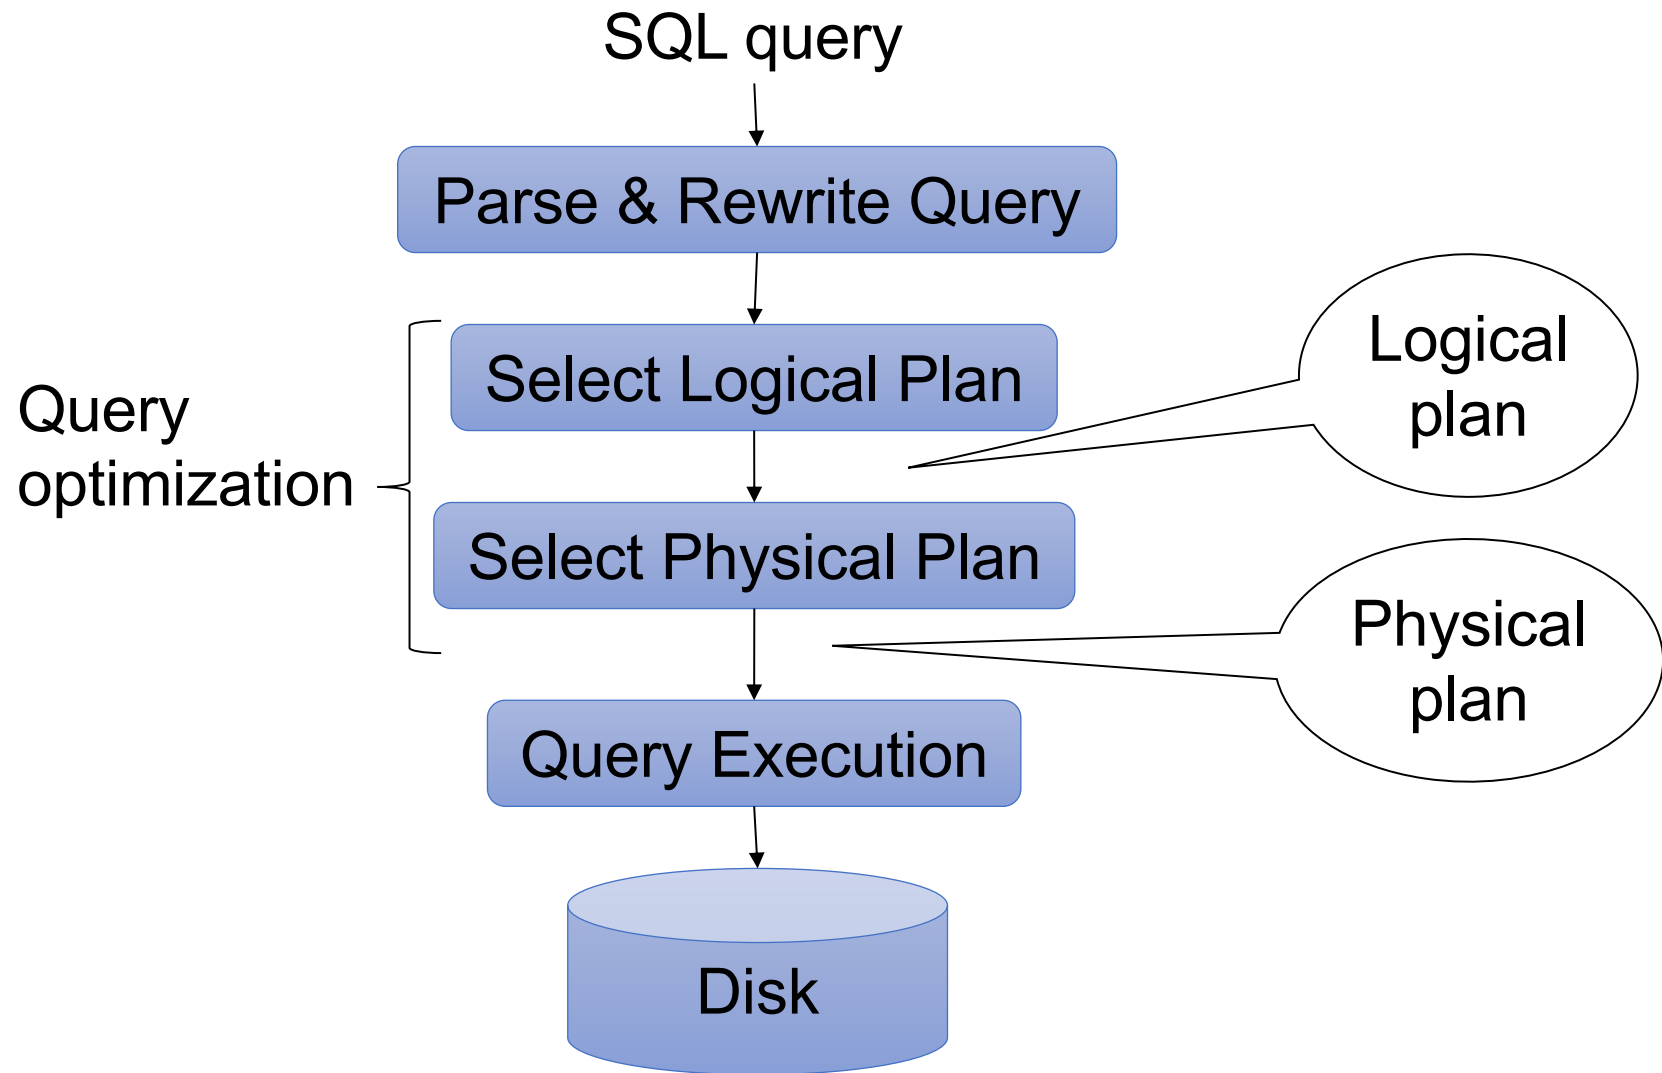 SQL query
Parse & Rewrite Query
Select Logical Plan
Logical
plan
Query
optimization
Select Physical Plan
Physical
plan
Query Execution
Disk